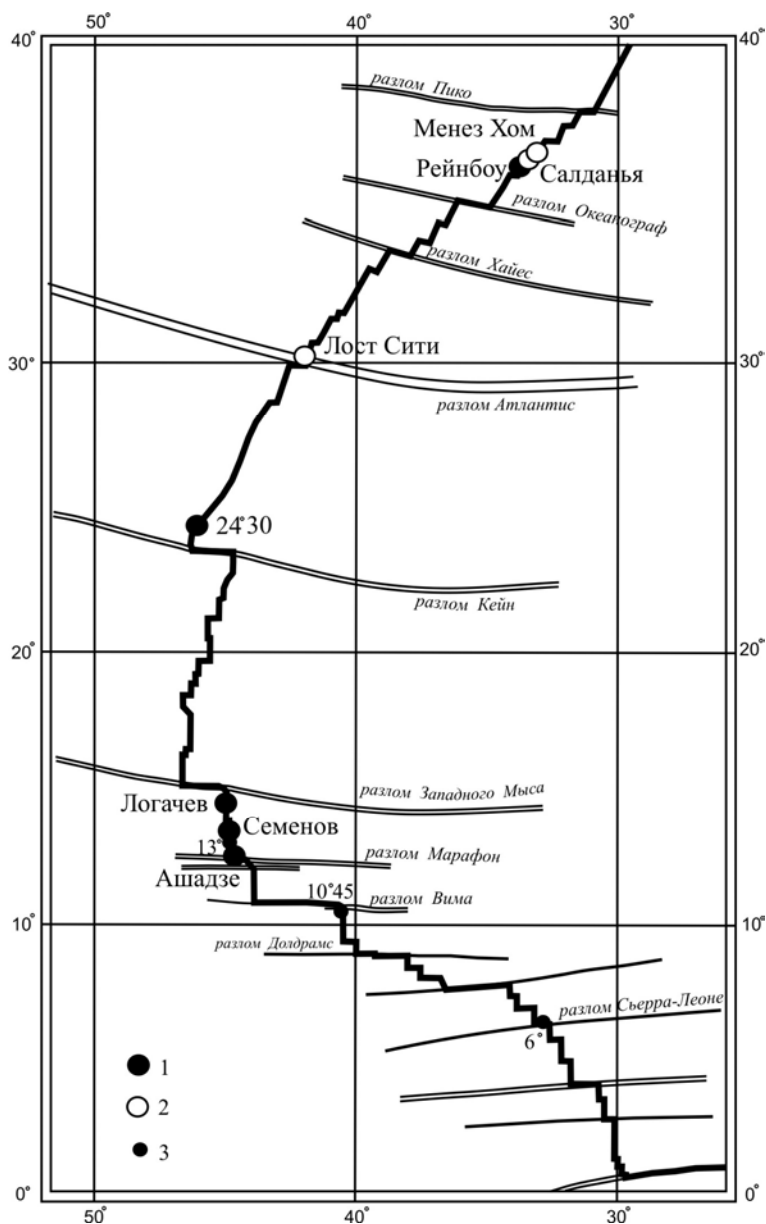 50° 40° 30°
40° 40°
разлом Пико
Менез Хом
Рейнбоу Салданья
разлом Океанограф
разлом Хайес
Лост Сити
30° 30°
разлом Атлантис
24°30
разлом Кейн
20° 20°
разлом Западного Мыса
Логачев
Семенов
13°
разлом Марафон
Ашадзе
10°45
разлом Вима
10° 10°
разлом Долдрамс
разлом Сьерра-Леоне
6°
1
2
3
0° 0°
50° 40° 30°